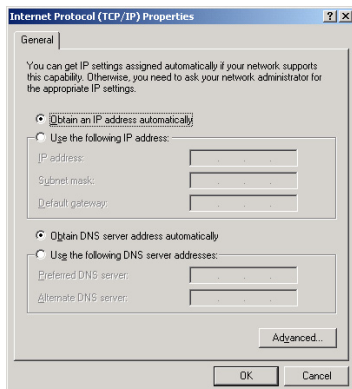 Internet Protocol (TCP/IP) Properties
General
You can get IP settings assigned automatically if your network supports
this capability. Otherwise, you need to ask your network administrator for
the appropriate IP settings.
Obtain an IP address automatically
Use the following IP address:
IP address:
Subnet mask:
Default gateway:
Obtain DNS server address automatically
Use the following DNS server addresses:
Preferred DNS server:
Alternate DNS server:
Advanced...
OK Cancel